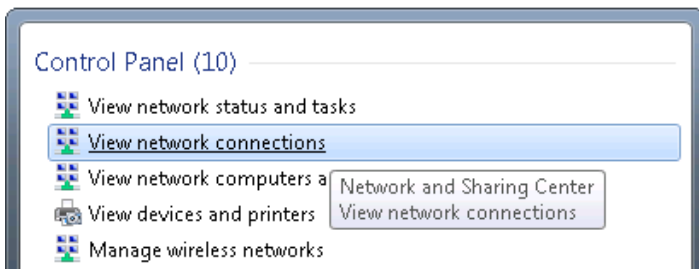 Control Panel (10)
View network status and tasks
View network connections
View network computers a
Network and Sharing Center
View network connections
View devices and printers
Manage wireless networks